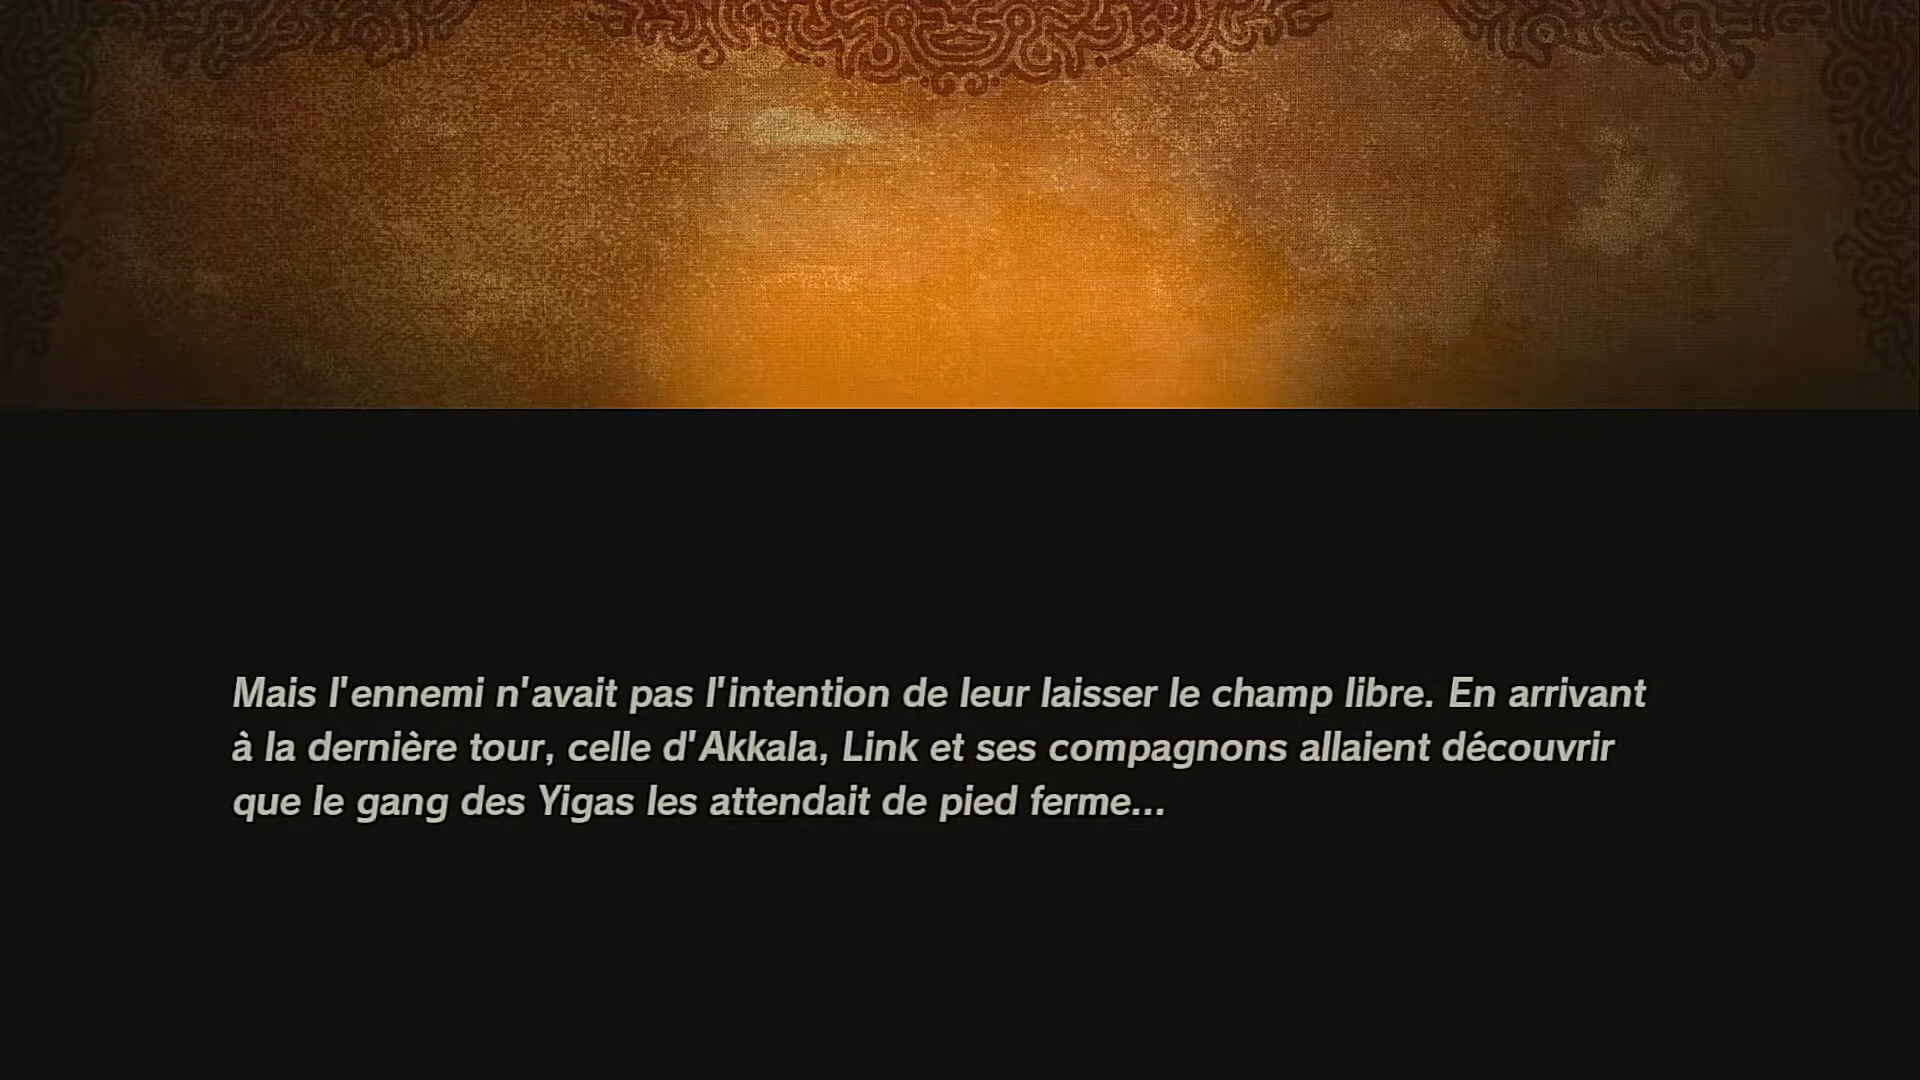 Mais l'ennemi n'avait pas l'intention de leur laisser le champ libre. En arrivant
à la dernière tour, celle d'Akkala, Link et ses compagnons allaient découvrir
que le gang des Yigas les attendait de pied ferme...